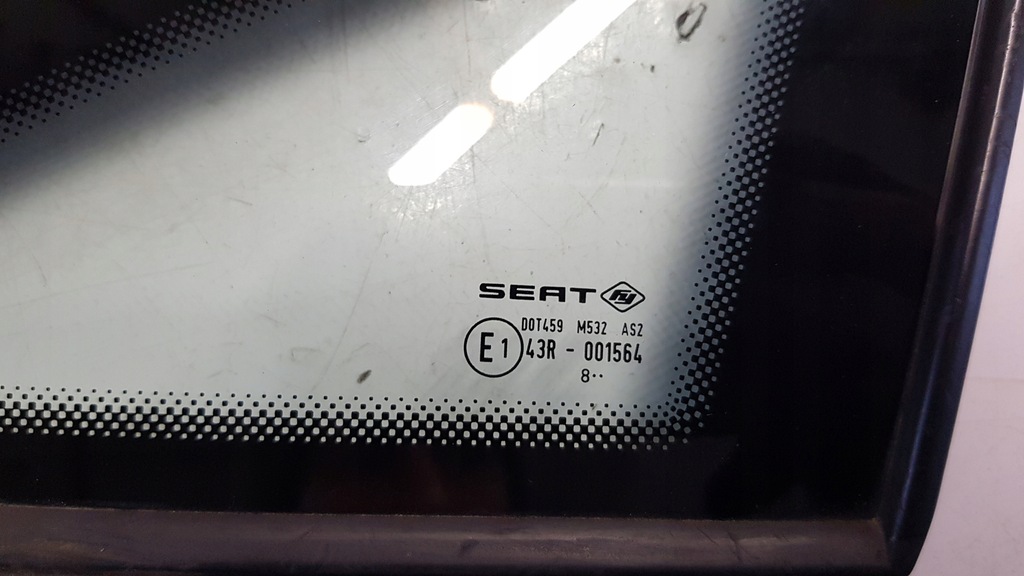 SEAT
DOT459 M532 AS2
E1 43R - 001564
8··